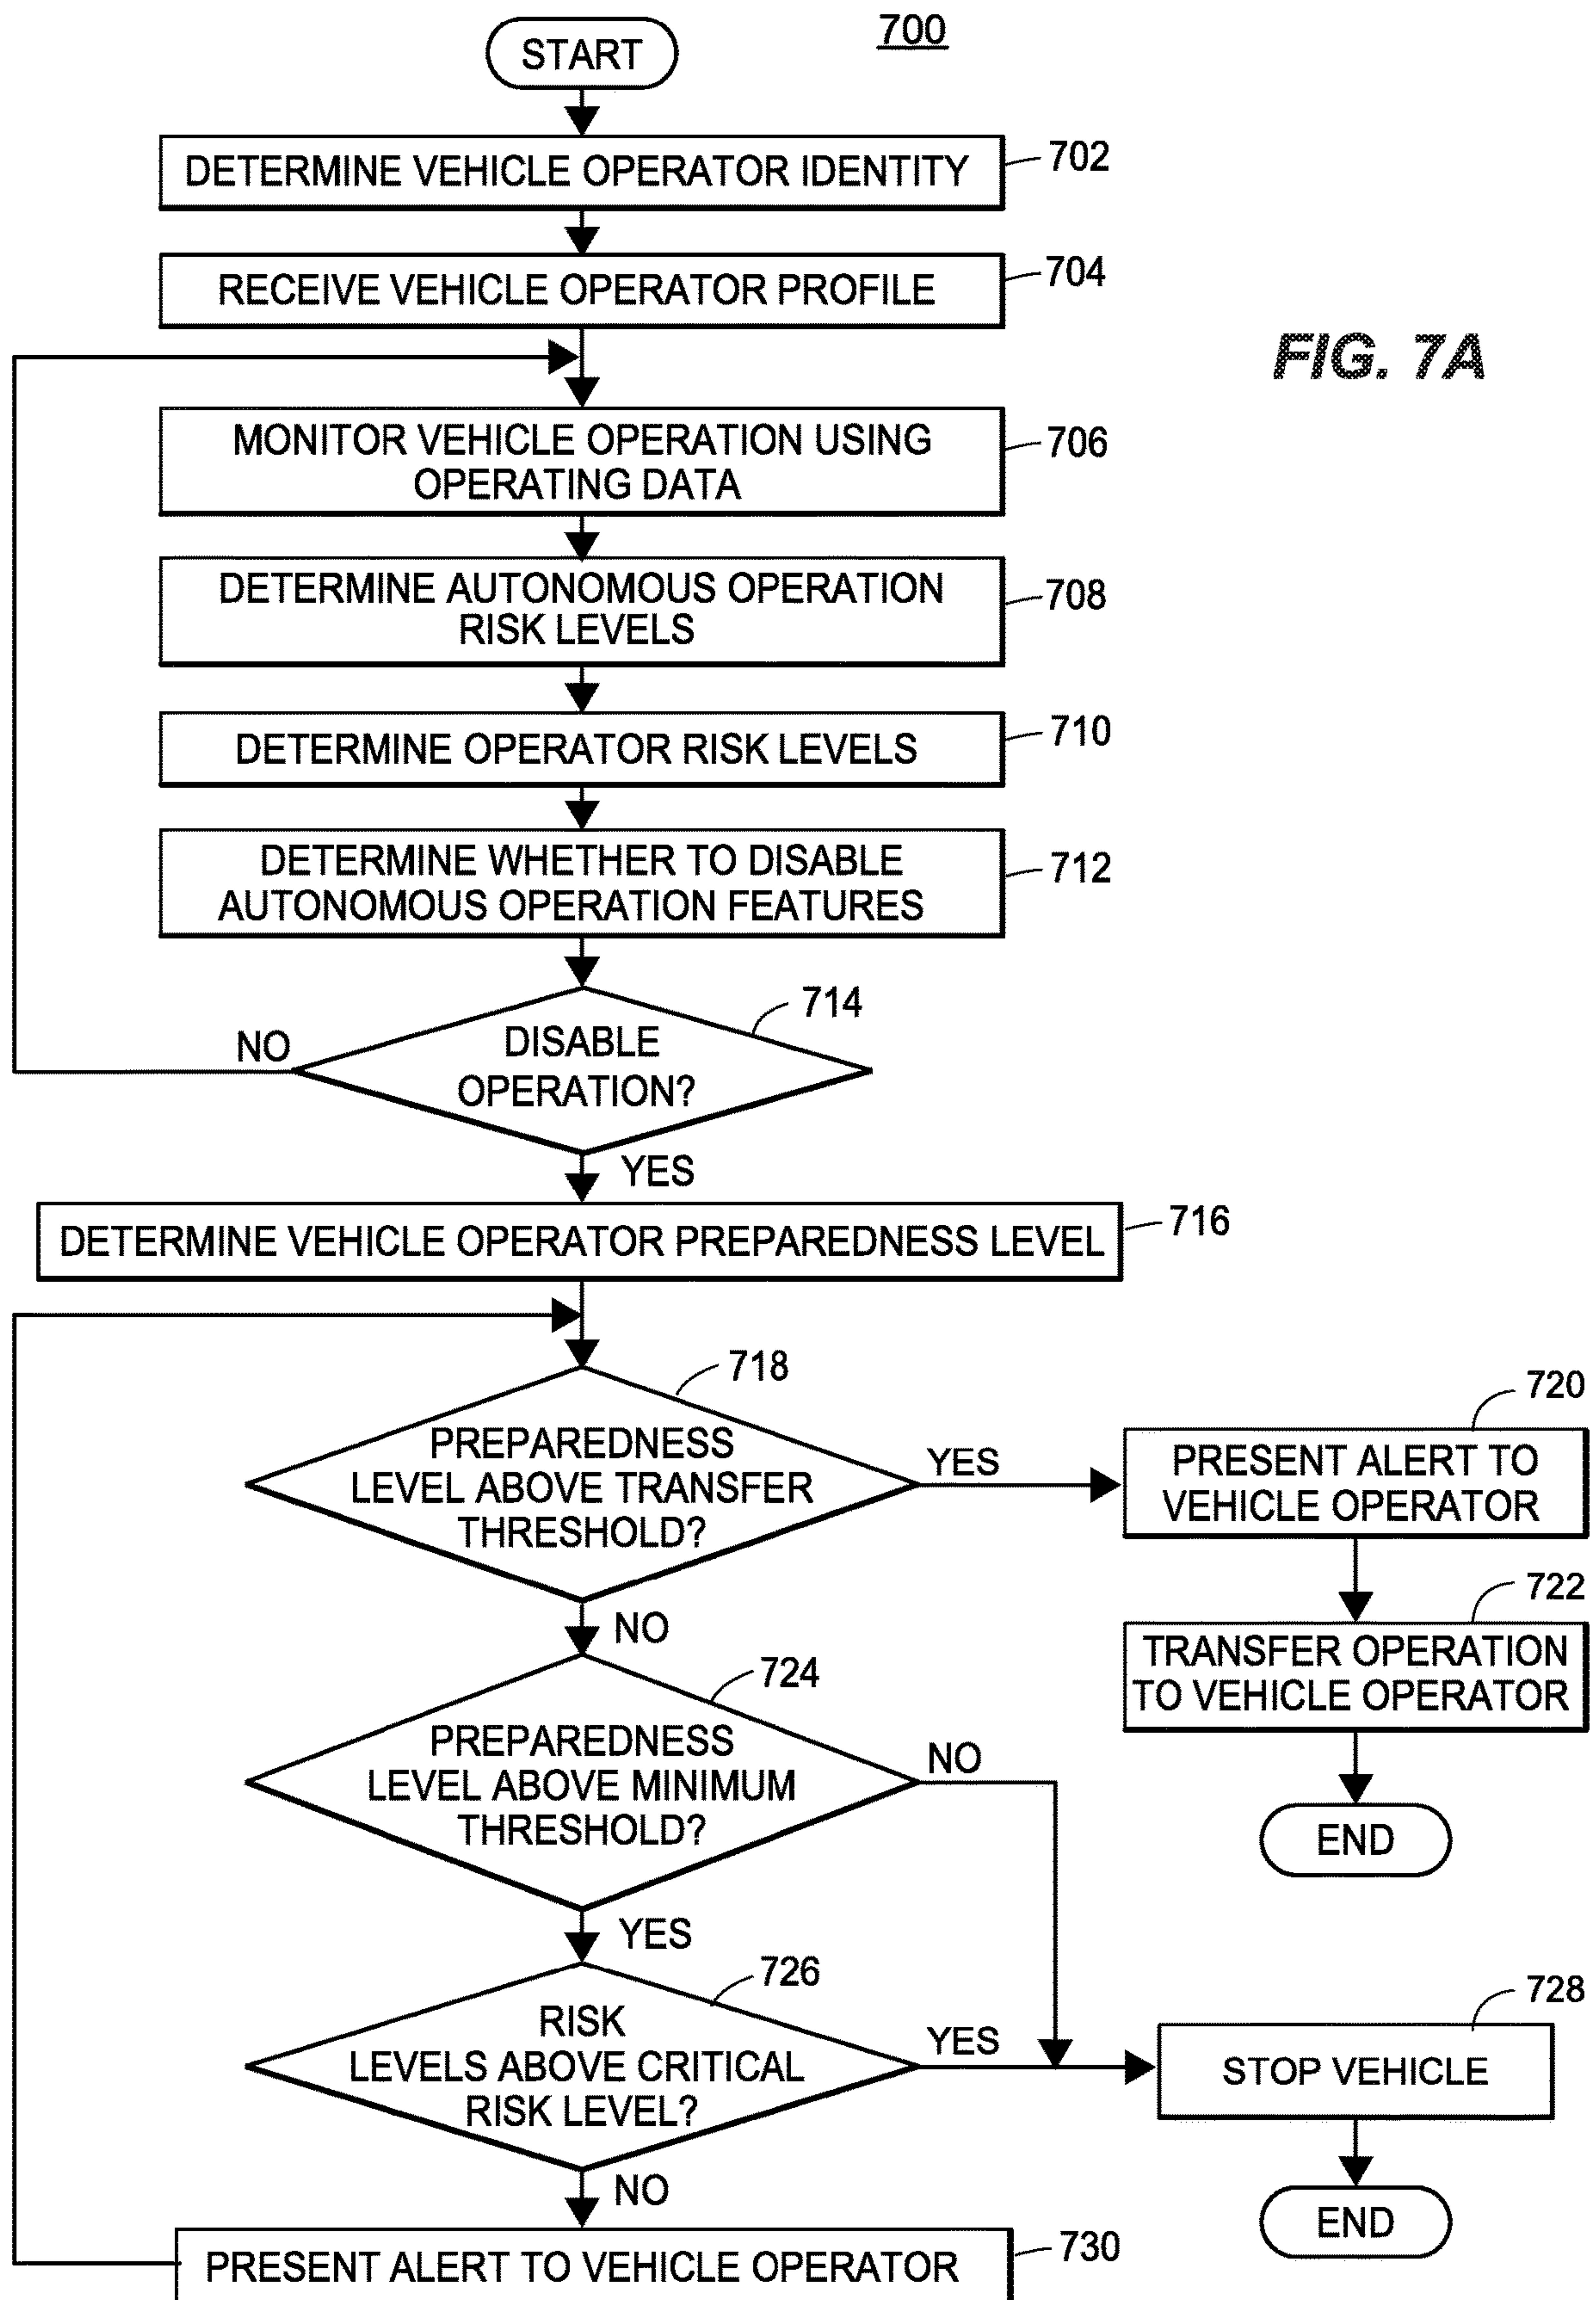 700
START
DETERMINE VEHICLE OPERATOR IDENTITY
702
RECEIVE VEHICLE OPERATOR PROFILE
704
FIG. 7A
MONITOR VEHICLE OPERATION USING
OPERATING DATA
706
DETERMINE AUTONOMOUS OPERATION
RISK LEVELS
708
DETERMINE OPERATOR RISK LEVELS
710
DETERMINE WHETHER TO DISABLE
AUTONOMOUS OPERATION FEATURES
712
714
DISABLE
OPERATION?
NO
YES
DETERMINE VEHICLE OPERATOR PREPAREDNESS LEVEL
716
718
PREPAREDNESS
LEVEL ABOVE TRANSFER
THRESHOLD?
YES
720
PRESENT ALERT TO
VEHICLE OPERATOR
722
TRANSFER OPERATION
TO VEHICLE OPERATOR
END
NO
724
PREPAREDNESS
LEVEL ABOVE MINIMUM
THRESHOLD?
NO
YES
726
RISK
LEVELS ABOVE CRITICAL
RISK LEVEL?
YES
728
STOP VEHICLE
END
NO
PRESENT ALERT TO VEHICLE OPERATOR
730